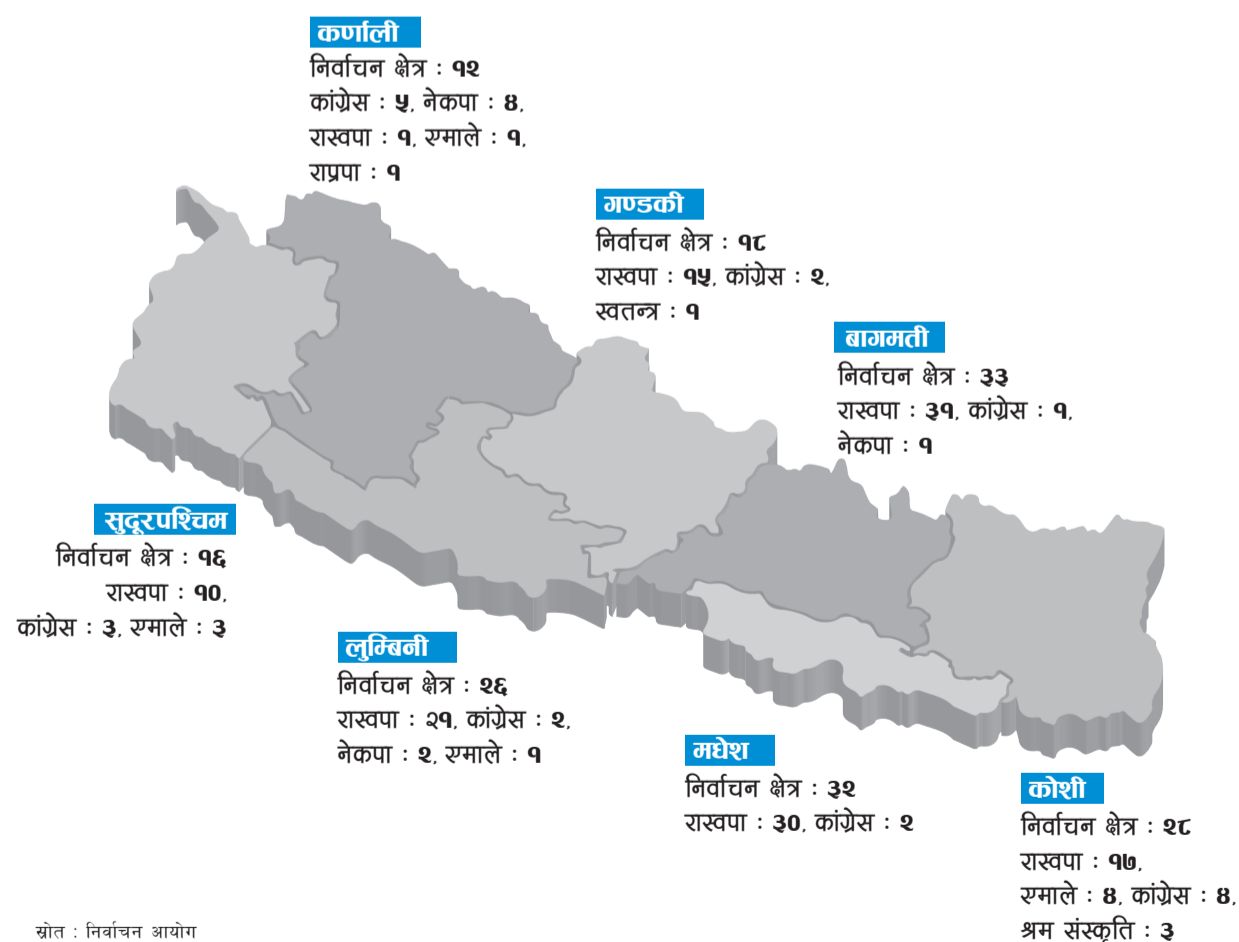 कर्णाली
निर्वाचन क्षेत्र : १२
कांग्रेस : ५, नेकपा : ४,
रास्वपा : १, एमाले : १,
राप्रपा : १
गण्डकी
निर्वाचन क्षेत्र : १८
रास्वपा : १५, कांग्रेस : २,
स्वतन्त्र : १
बागमती
निर्वाचन क्षेत्र : ३३
रास्वपा : ३१, कांग्रेस : १,
नेकपा : १
सुदूरपश्चिम
निर्वाचन क्षेत्र : १६
रास्वपा : १०,
कांग्रेस : ३, एमाले : ३
लुम्बिनी
निर्वाचन क्षेत्र : २६
रास्वपा : २१, कांग्रेस : २,
नेकपा : २, एमाले : १
मधेश
निर्वाचन क्षेत्र : ३२
रास्वपा : ३०, कांग्रेस : २
कोशी
निर्वाचन क्षेत्र : २८
रास्वपा : १७,
एमाले : ४, कांग्रेस : ४,
श्रम संस्कृति : ३
स्रोत : निर्वाचन आयोग